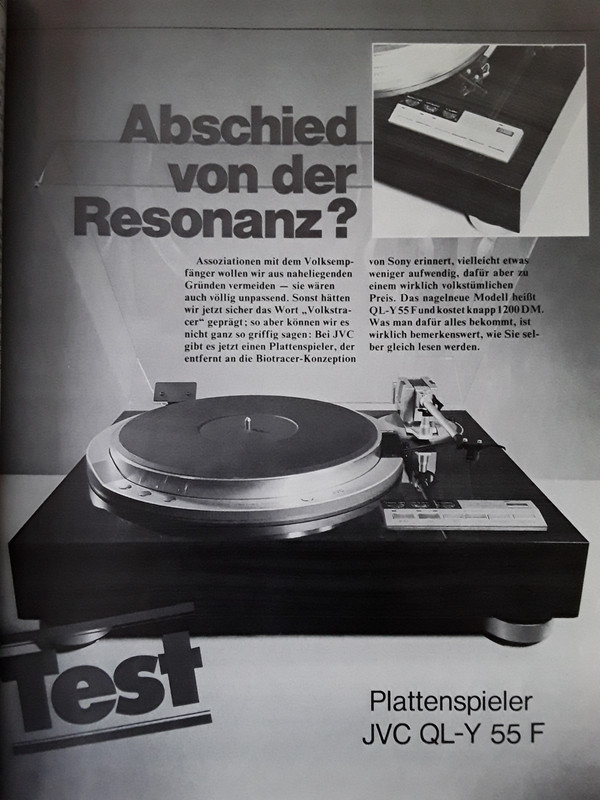 Abschied
von der
Resonanz?
Assoziationen mit dem Volksemp-
fänger wollen wir aus naheliegenden
Gründen vermeiden — sie wären
auch völlig unpassend. Sonst hätten
wir jetzt sicher das Wort „Volkstra-
cer“ geprägt; so aber können wir es
nicht ganz so griffig sagen: Bei JVC
gibt es jetzt einen Plattenspieler, der
entfernt an die Biotracer-Konzeption
von Sony erinnert, vielleicht etwas
weniger aufwendig, dafür aber zu
einem wirklich volkstümlichen
Preis. Das nagelneue Modell heißt
QL-Y 55 F und kostet knapp 1200 DM.
Was man dafür alles bekommt, ist
wirklich bemerkenswert, wie Sie sel-
ber gleich lesen werden.
Test
Plattenspieler
JVC QL-Y 55 F